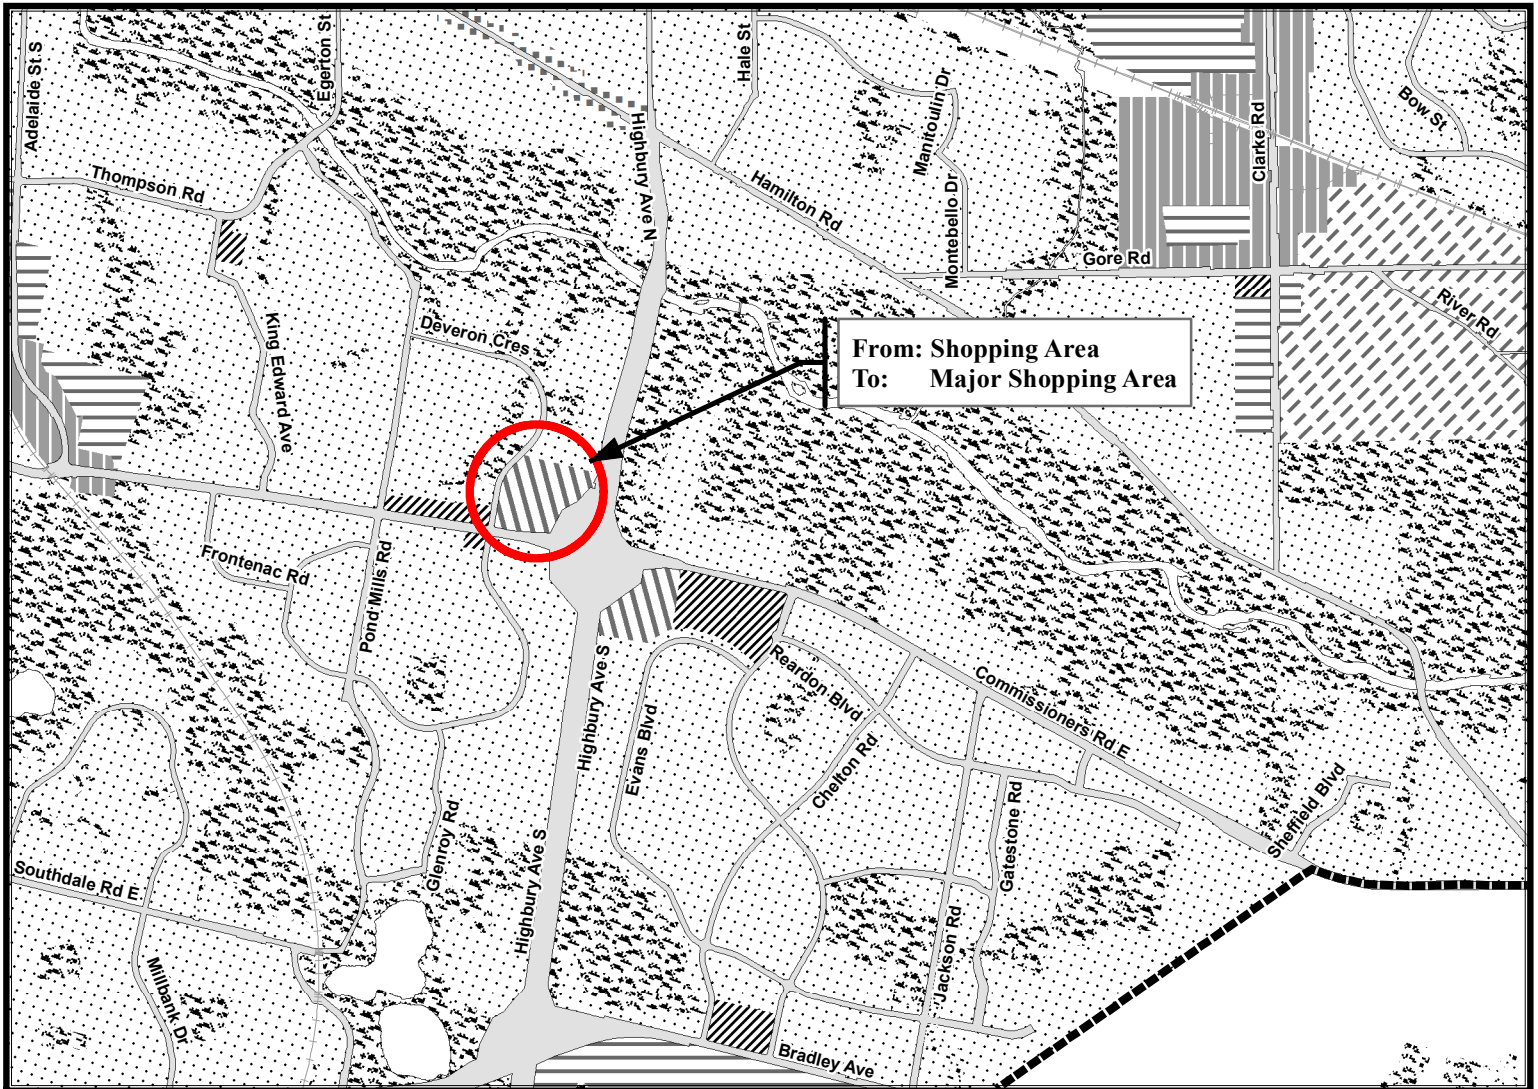 Adelaide St. S
Egerton St
Hale St
Manitoulin Dr
Clarke Rd
Bow St
Highbury Ave N
Thompson Rd
Hamilton Rd
Montebello Dr
Gore Rd
River Rd
King Edward Ave
Deveron Cres
From: Shopping Area
To: Major Shopping Area
Frontenac Rd
Pond Mills Rd
Highbury Ave S
Evans Blvd
Reardon Blvd
Chelton Rd
Commissioners Rd E
Gatestone Rd
Sheffield Blvd
Southdale Rd E
Glenroy Rd
Highbury Ave S
Jackson Rd
Millbank Dr
Bradley Ave